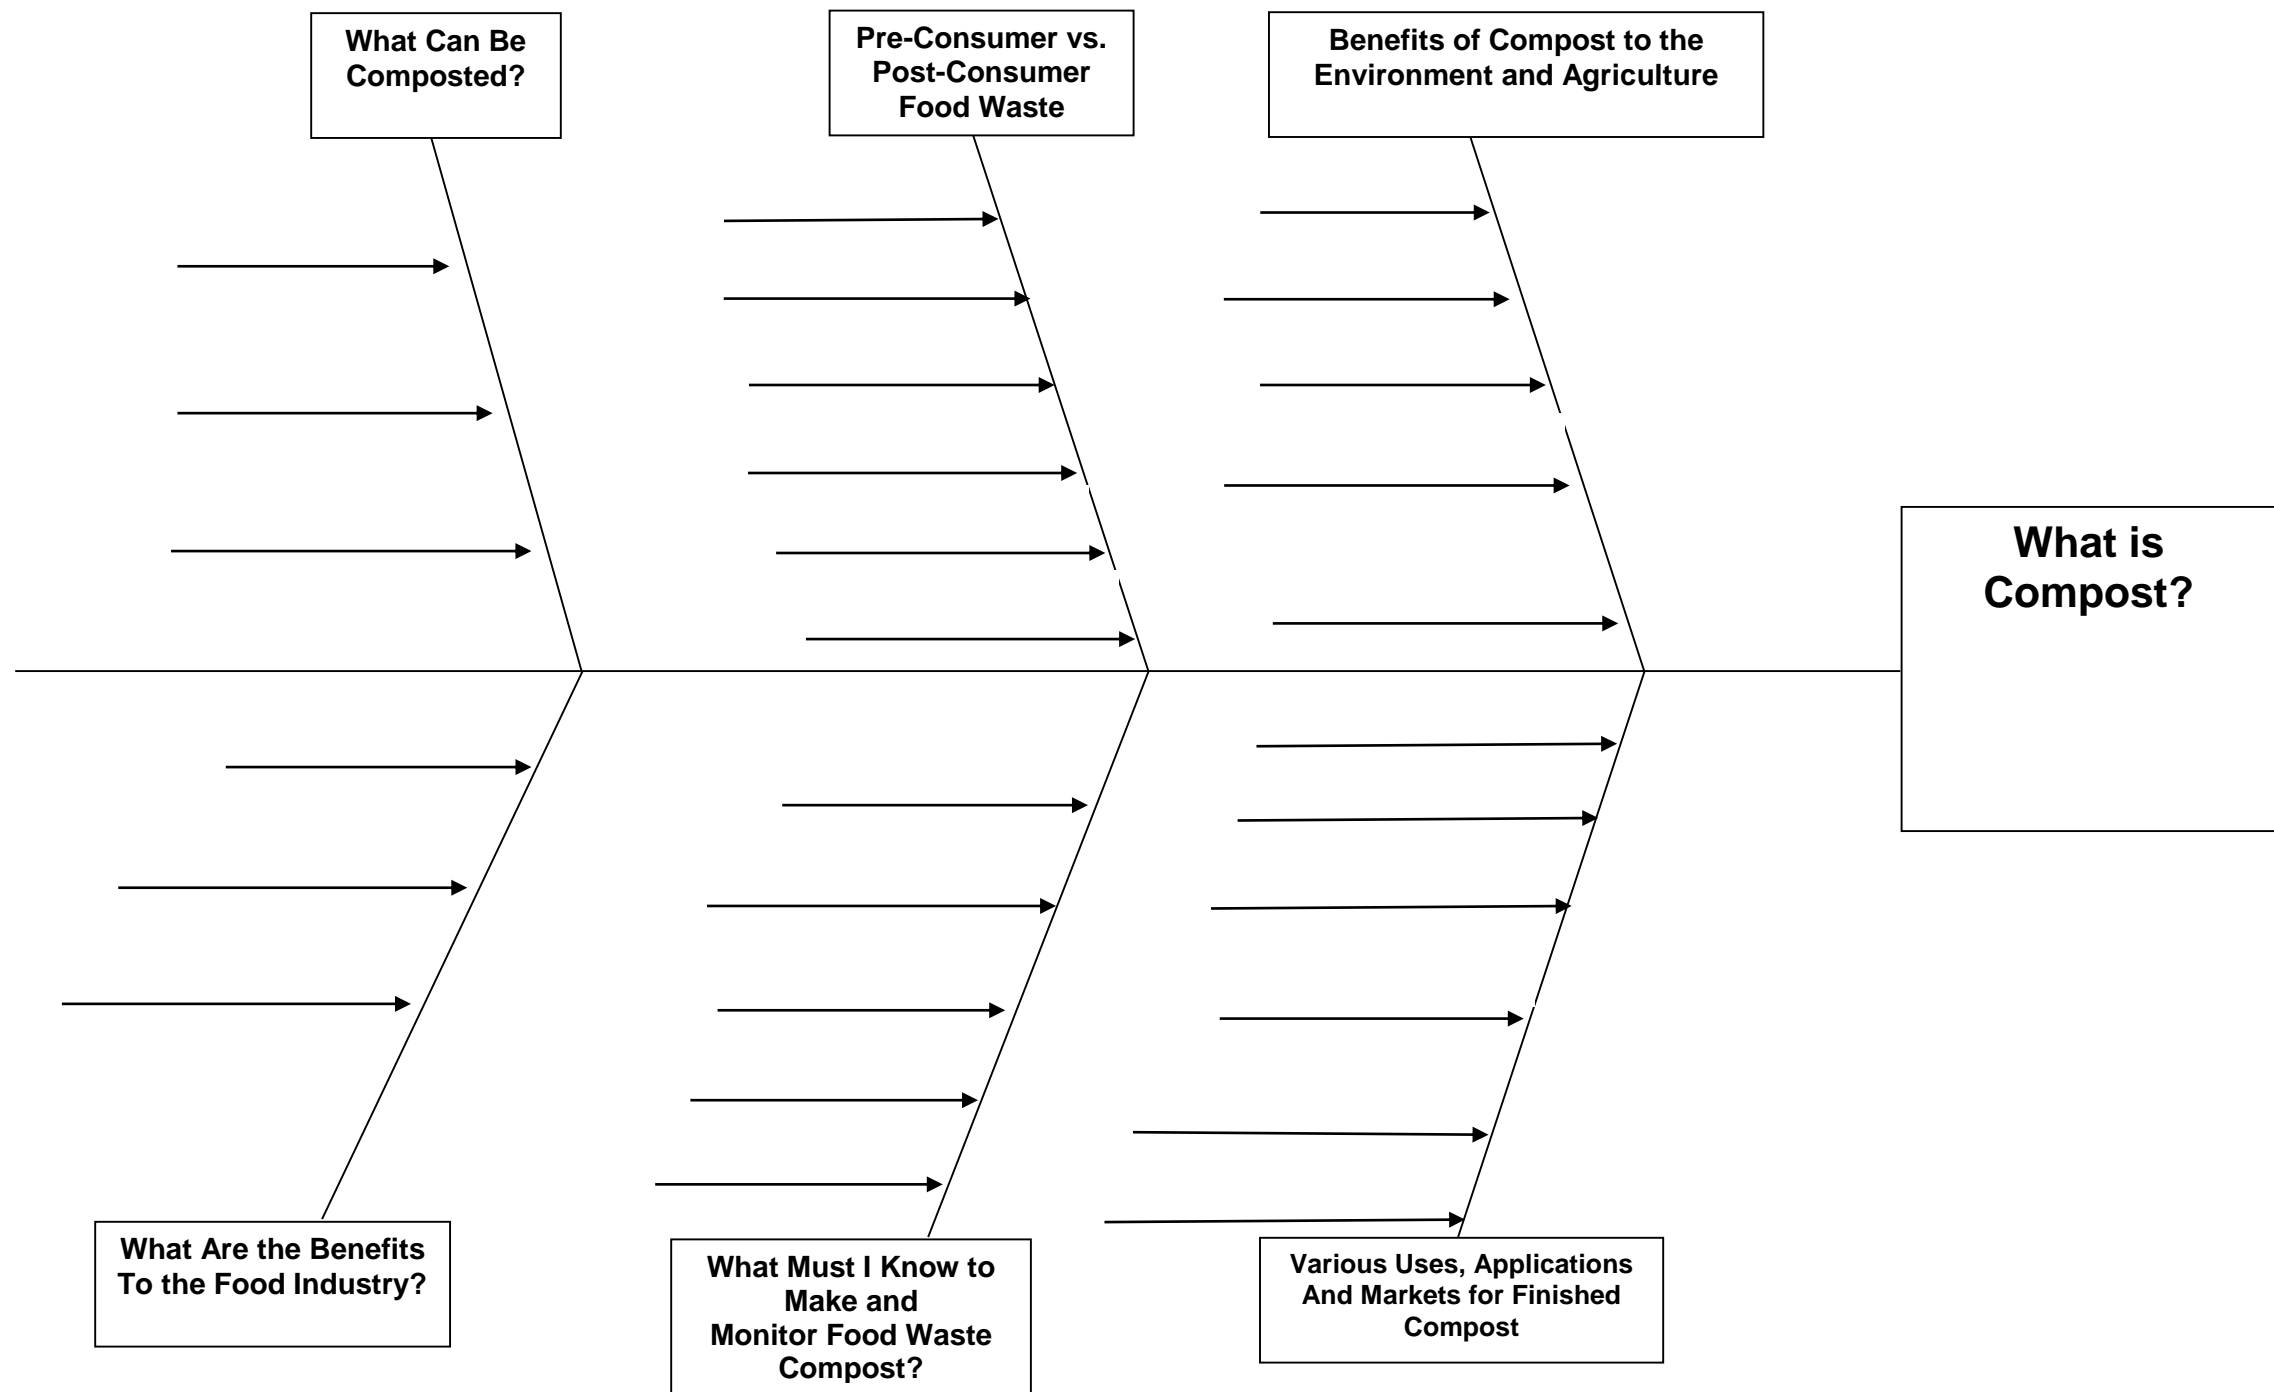 What Can Be
Composted?
Pre-Consumer vs.
Post-Consumer
Food Waste
Benefits of Compost to the
Environment and Agriculture
What is
Compost?
What Are the Benefits
To the Food Industry?
What Must I Know to
Make and
Monitor Food Waste
Compost?
Various Uses, Applications
And Markets for Finished
Compost